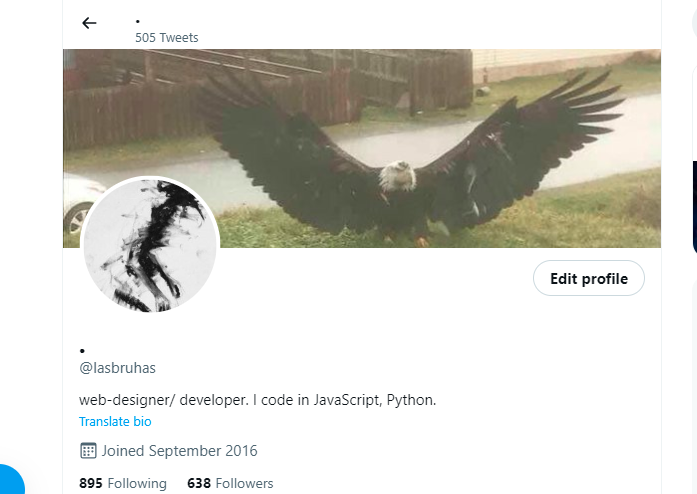 .
505 Tweets
Edit profile
.
@lasbruhas
web-designer/ developer. I code in JavaScript, Python.
Translate bio
Joined September 2016
895 Following 638 Followers